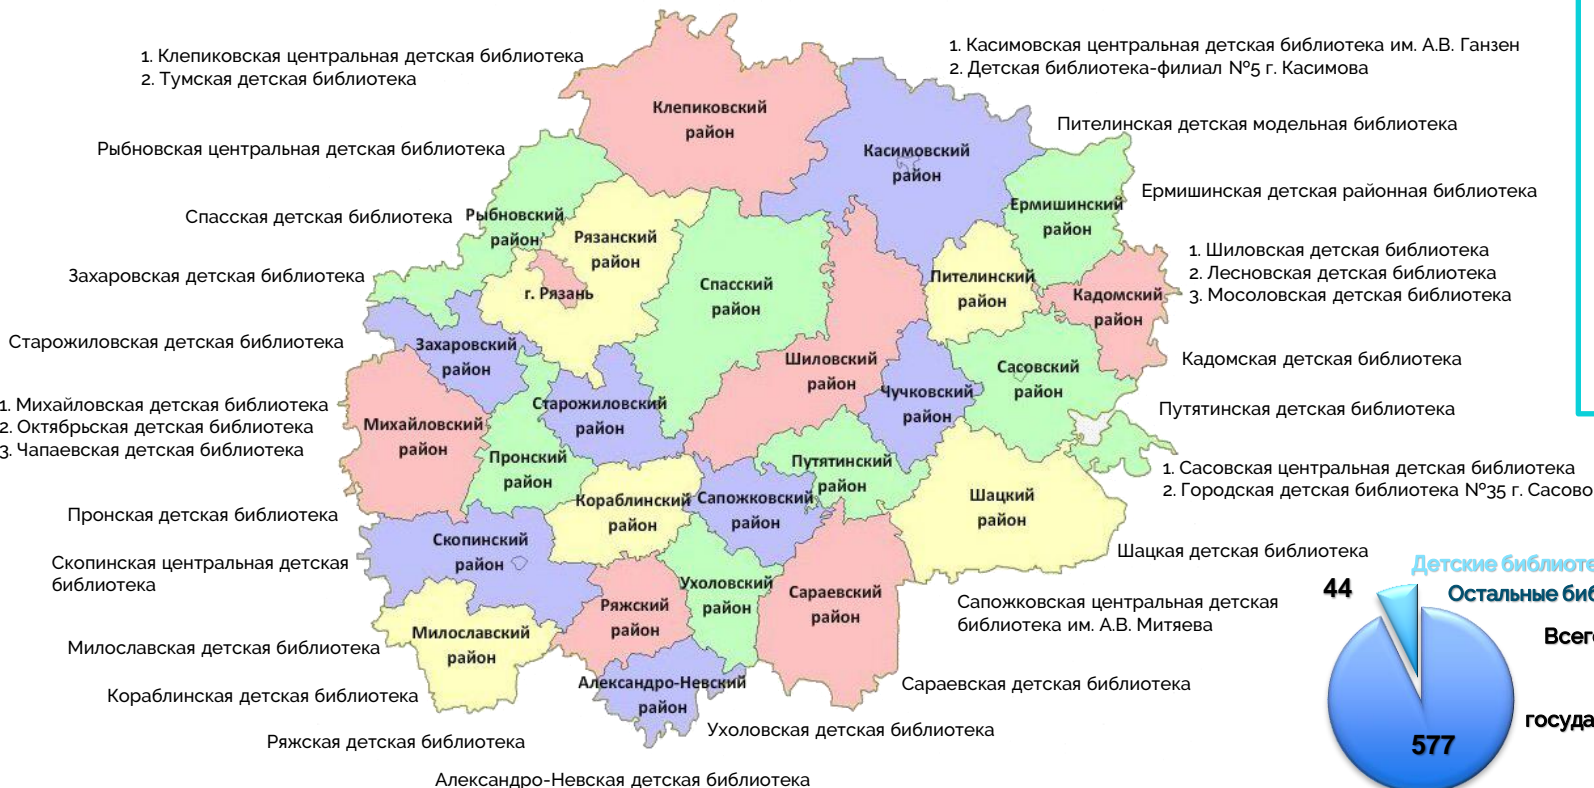 1. Клепиковская центральная детская библиотека
2. Тумская детская библиотека
1. Касимовская центральная детская библиотека им. А.В. Ганзен
2. Детская библиотека-филиал №5 г. Касимова
Рыбновская центральная детская библиотека
Пителинская детская модельная библиотека
Спасская детская библиотека
Ермишинская детская районная библиотека
Захаровская детская библиотека
1. Шиловская детская библиотека
2. Лесновская детская библиотека
3. Мосоловская детская библиотека
Старожиловская детская библиотека
Кадомская детская библиотека
1. Михайловская детская библиотека
2. Октябрьская детская библиотека
3. Чапаевская детская библиотека
Путятинская детская библиотека
1. Сасовская центральная детская библиотека
2. Городская детская библиотека №35 г. Сасово
Пронская детская библиотека
Шацкая детская библиотека
Скопинская центральная детская
библиотека
Сапожковская центральная детская
библиотека им. А.В. Митяева
Милославская детская библиотека
Сараевская детская библиотека
Кораблинская детская библиотека
Ухоловская детская библиотека
Ряжская детская библиотека
Александро-Невская детская библиотека
Клепиковский
район
Касимовский
район
Ермишинский
район
Рыбновский
район
Рязанский
район
г. Рязань
Спасский
район
Пителинский
район
Кадомский
район
Захаровский
район
Шиловский
район
Сасовский
район
Чучковский
район
Старожиловский
район
Михайловский
район
Пронский
район
Путятинский
район
Кораблинский
район
Сапожковский
район
Шацкий
район
Скопинский
район
Ухоловский
район
Сараевский
район
Ряжский
район
Милославский
район
Александро-Невский
район
Детские библиоте
44
Остальные биб
Всег
госуда
577